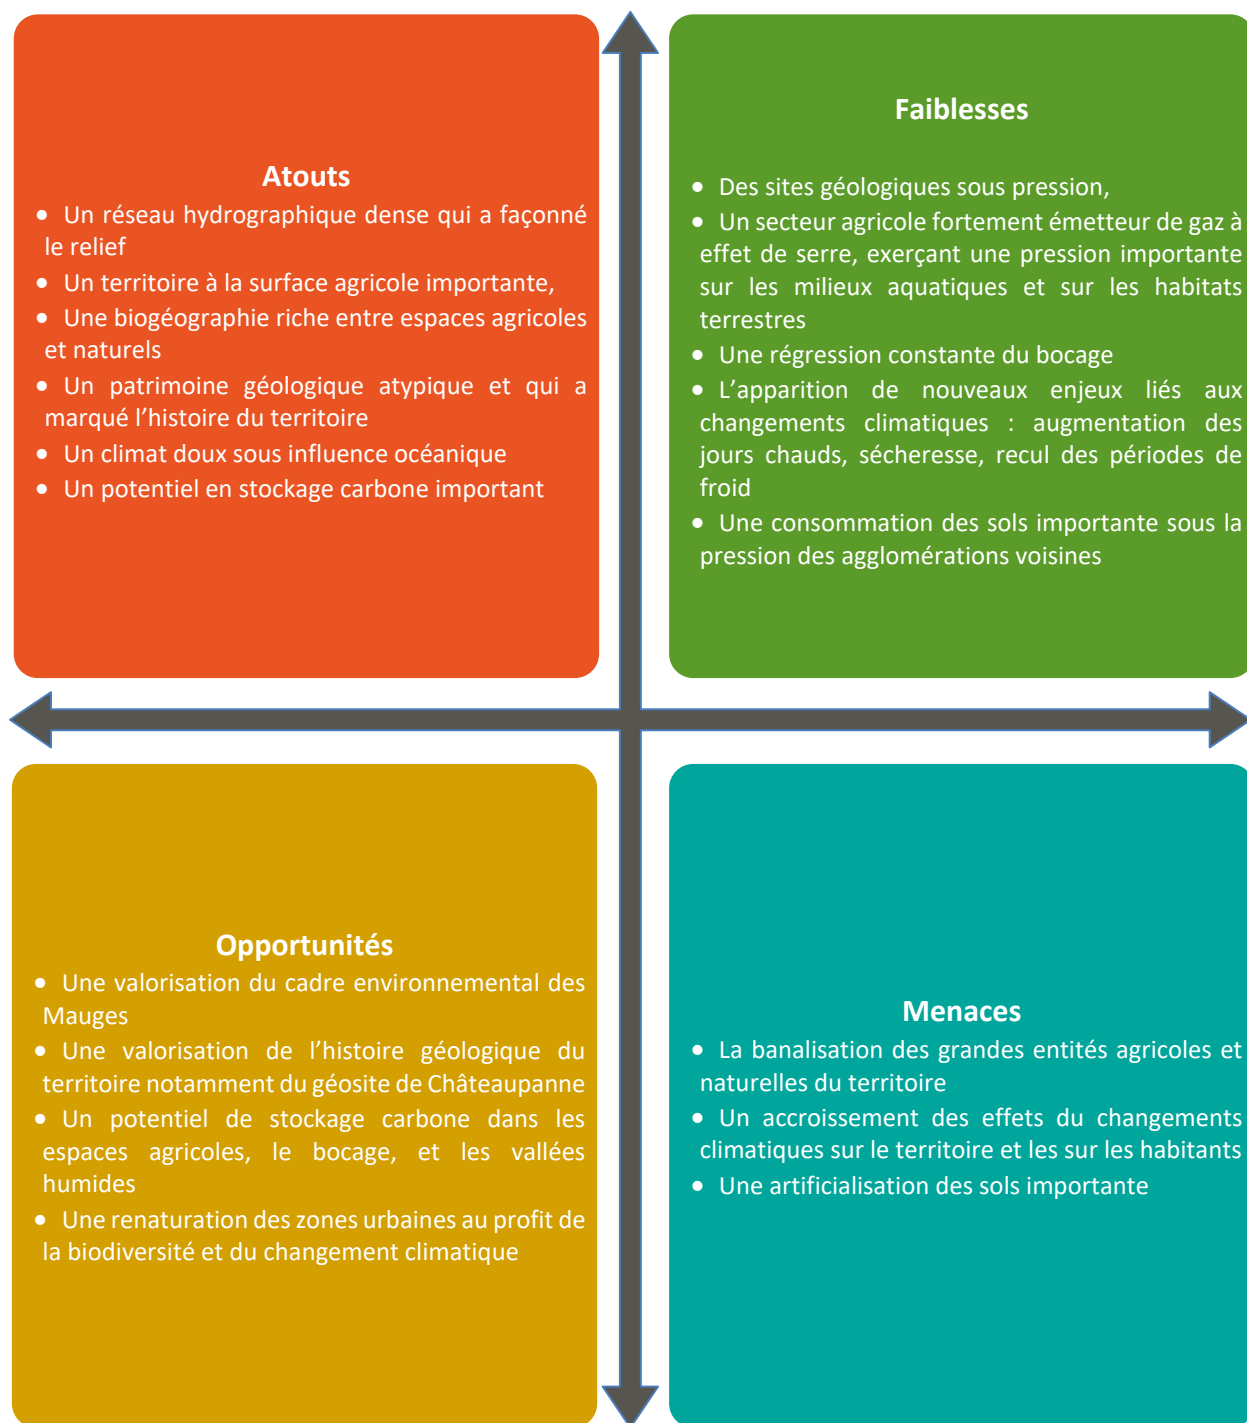 Atouts
• Un réseau hydrographique dense qui a façonné
le relief
• Un territoire à la surface agricole importante,
• Une biogéographie riche entre espaces agricoles
et naturels
• Un patrimoine géologique atypique et qui a
marqué l’histoire du territoire
• Un climat doux sous influence océanique
• Un potentiel en stockage carbone important
Faiblesses
• Des sites géologiques sous pression,
• Un secteur agricole fortement émetteur de gaz à
effet de serre, exerçant une pression importante
sur les milieux aquatiques et sur les habitats
terrestres
• Une régression constante du bocage
• L’apparition de nouveaux enjeux liés aux
changements climatiques : augmentation des
jours chauds, sécheresse, recul des périodes de
froid
• Une consommation des sols importante sous la
pression des agglomérations voisines
Opportunités
• Une valorisation du cadre environnemental des
Mauges
• Une valorisation de l’histoire géologique du
territoire notamment du géosite de Châteaupanne
• Un potentiel de stockage carbone dans les
espaces agricoles, le bocage, et les vallées
humides
• Une renaturation des zones urbaines au profit de
la biodiversité et du changement climatique
Menaces
• La banalisation des grandes entités agricoles et
naturelles du territoire
• Un accroissement des effets du changements
climatiques sur le territoire et les sur les habitants
• Une artificialisation des sols importante